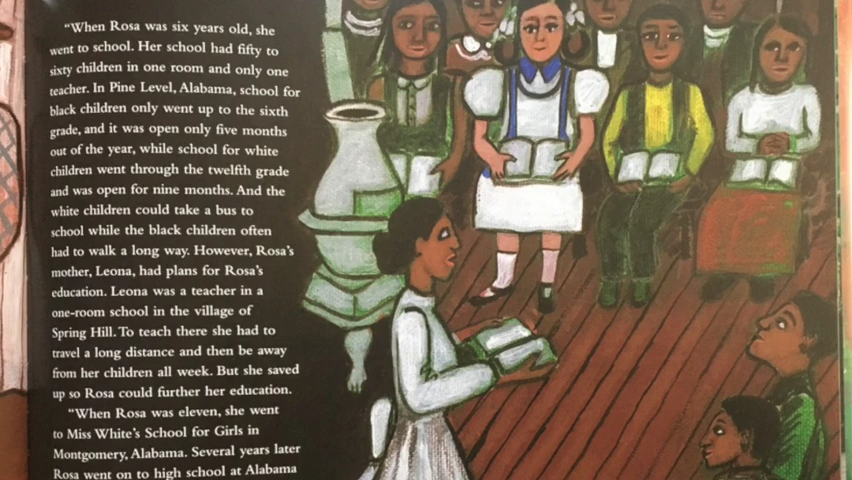 "When Rosa was six years old, she
went to school. Her school had fifty to
sixty children in one room and only one
teacher. In Pine Level, Alabama, school for
black children only went up to the sixth
grade, and it was open only five months
out of the year, while school for white
children went through the twelfth grade
and was open for nine months. And the
white children could take a bus to
school while the black children often
had to walk a long way. However, Rosa's
mother, Leona, had plans for Rosa's
education. Leona was a teacher in a
one-room school in the village of
Spring Hill. To teach there she had to
travel a long distance and then be away
from her children all week. But she saved
up so Rosa could further her education.
"When Rosa was eleven, she went
to Miss White's School for Girls in
Montgomery, Alabama. Several years later
Rosa went on to high school at Alabama